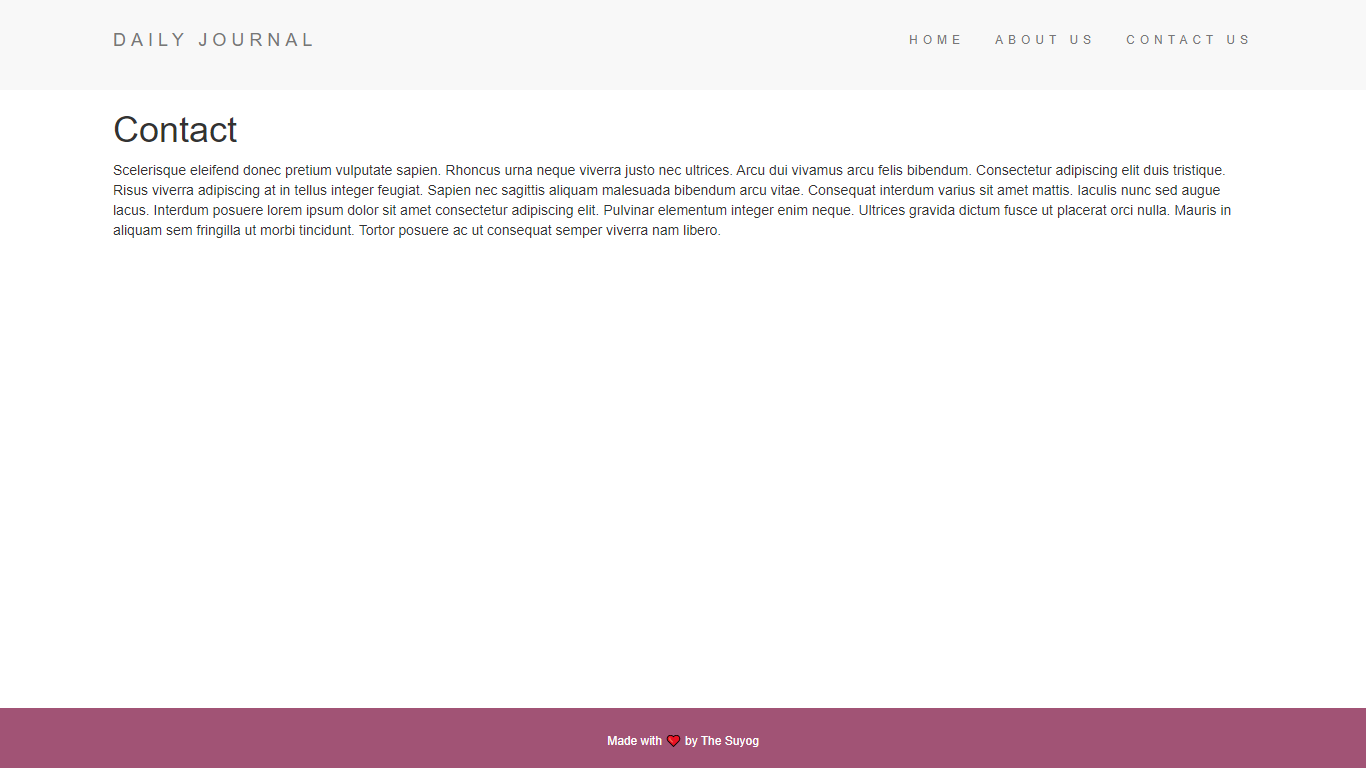 DAILY JOURNAL
HOME ABOUT US CONTACT US
Contact
Scelerisque eleifend donec pretium vulputate sapien. Rhoncus urna neque viverra justo nec ultrices. Arcu dui vivamus arcu felis bibendum. Consectetur adipiscing elit duis tristique.
Risus viverra adipiscing at in tellus integer feugiat. Sapien nec sagittis aliquam malesuada bibendum arcu vitae. Consequat interdum varius sit amet mattis. Iaculis nunc sed augue
lacus. Interdum posuere lorem ipsum dolor sit amet consectetur adipiscing elit. Pulvinar elementum integer enim neque. Ultrices gravida dictum fusce ut placerat orci nulla. Mauris in
aliquam sem fringilla ut morbi tincidunt. Tortor posuere ac ut consequat semper viverra nam libero.
Made with ❤ by The Suyog